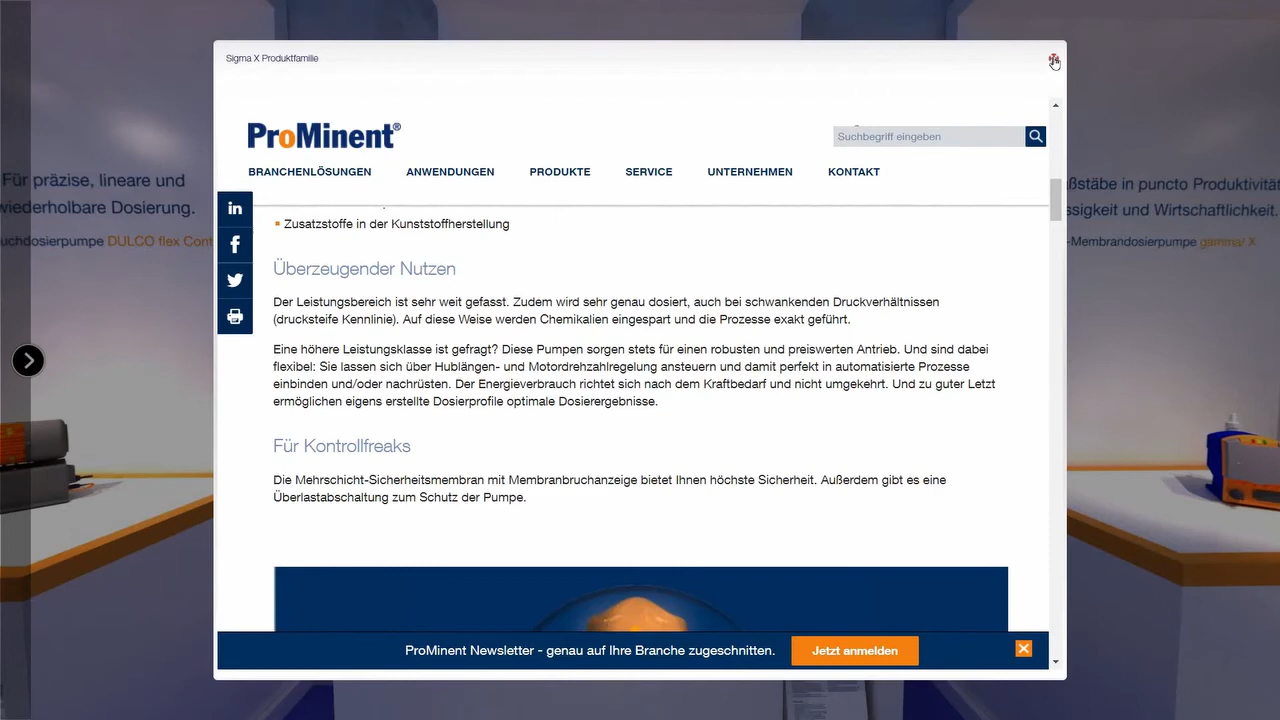 Sigma X Produktfamilie
ProMinent®
Suchbegriff eingeben
BRANCHENLÖSUNGEN ANWENDUNGEN PRODUKTE SERVICE UNTERNEHMEN KONTAKT
Für präzise, lineare und
wiederholbare Dosierung.
uchdosierpumpe DULCO flex Cont
ßstäbe in puncto Produktivität
ssigkeit und Wirtschaftlichkeit.
-Membrandosierpumpe gamma/ X
in
f
Zusatzstoffe in der Kunststoffherstellung
Überzeugender Nutzen
Der Leistungsbereich ist sehr weit gefasst. Zudem wird sehr genau dosiert, auch bei schwankenden Druckverhältnissen
(drucksteife Kennlinie). Auf diese Weise werden Chemikalien eingespart und die Prozesse exakt geführt.
Eine höhere Leistungsklasse ist gefragt? Diese Pumpen sorgen stets für einen robusten und preiswerten Antrieb. Und sind dabei
flexibel: Sie lassen sich über Hublängen- und Motordrehzahlregelung ansteuern und damit perfekt in automatisierte Prozesse
einbinden und/oder nachrüsten. Der Energieverbrauch richtet sich nach dem Kraftbedarf und nicht umgekehrt. Und zu guter Letzt
ermöglichen eigens erstellte Dosierprofile optimale Dosierergebnisse.
Für Kontrollfreaks
Die Mehrschicht-Sicherheitsmembran mit Membranbruchanzeige bietet Ihnen höchste Sicherheit. Außerdem gibt es eine
Überlastabschaltung zum Schutz der Pumpe.
ProMinent Newsletter - genau auf Ihre Branche zugeschnitten.
Jetzt anmelden